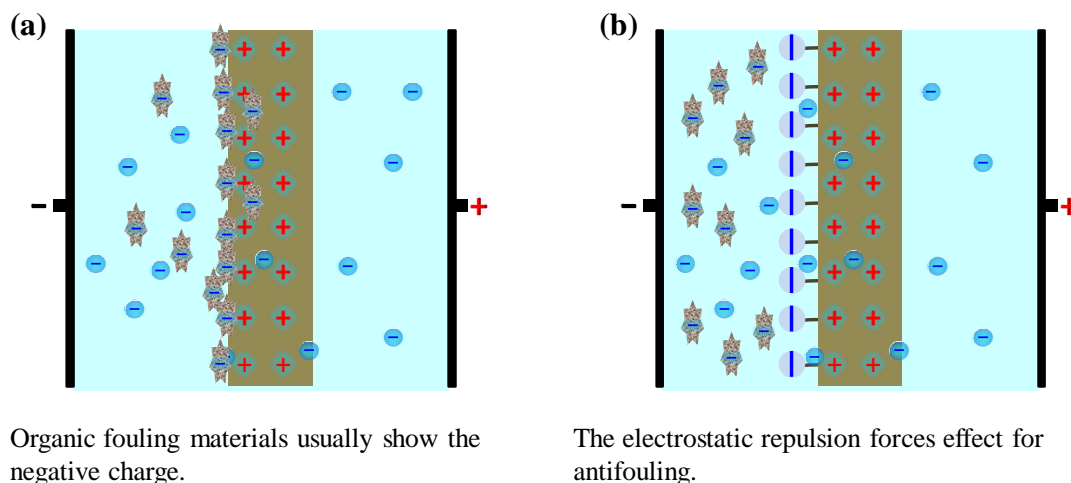 (a)
(b)
Organic fouling materials usually show the
negative charge.
The electrostatic repulsion forces effect for
antifouling.